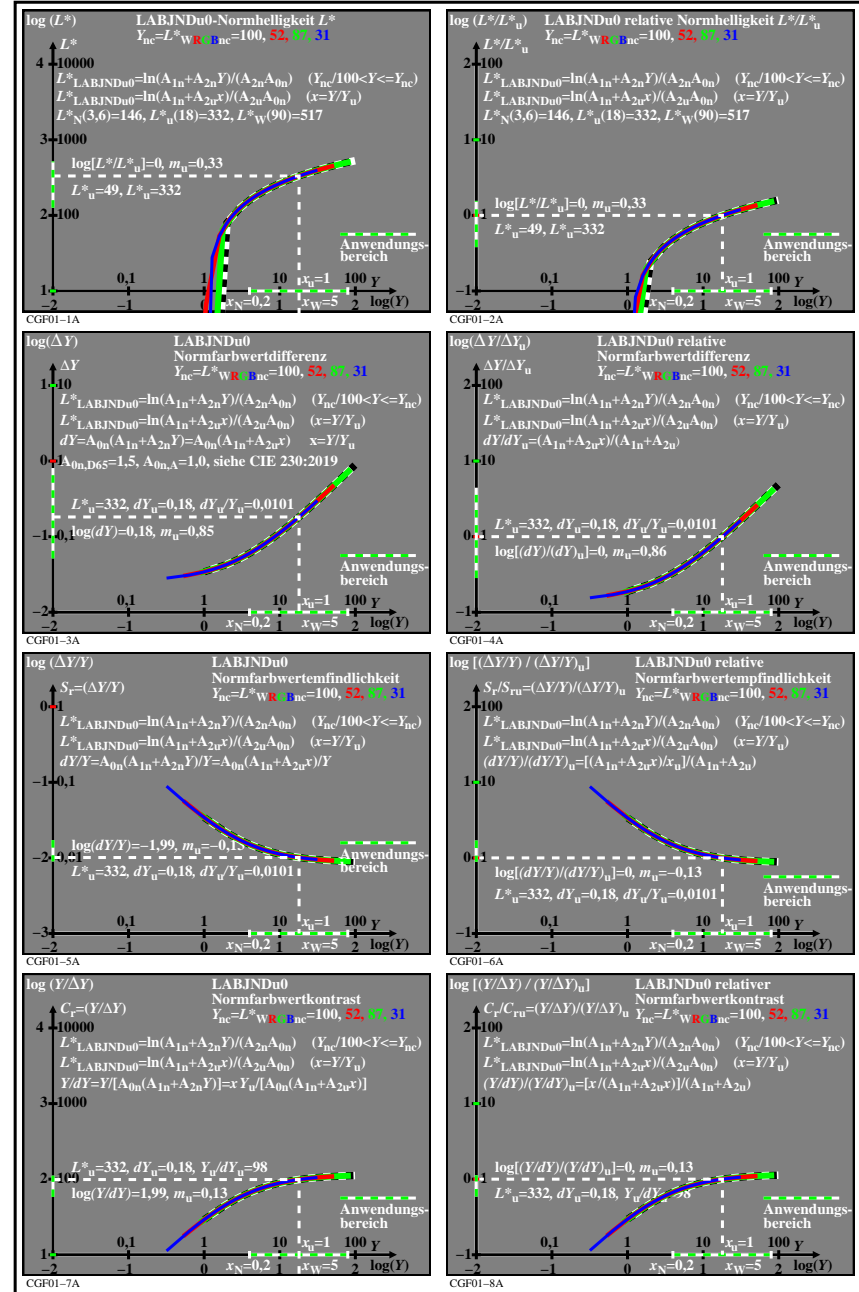 log (L*) LABJNDu0-Normhelligkeit L*
L* Ync=L*WRGBnc=100, 52, 87, 31
4 10000
L*LABJNDu0=ln(A1n+A2nY)/(A2nA0n) (Ync/100<Y<=Ync)
L*LABJNDu0=ln(A1n+A2ux)/(A2uA0n) (x=Y/Yu)
L*N(3,6)=146, L*u(18)=332, L*W(90)=517
3 1000
log[L*/L*u]=0, mu=0,33
L*u=49, L*u=332
2 100
Anwendungs-
bereich
0,1 1 10 xu=1 100 Y
1
−2 −1 0 xN=0,2 1 xW=5 2 log(Y)
CGF01−1A
log (L*/L*u) LABJNDu0 relative Normhelligkeit L*/L*u
L*/L*u Ync=L*WRGBnc=100, 52, 87, 31
2 100
L*LABJNDu0=ln(A1n+A2nY)/(A2nA0n) (Ync/100<Y<=Ync)
L*LABJNDu0=ln(A1n+A2ux)/(A2uA0n) (x=Y/Yu)
L*N(3,6)=146, L*u(18)=332, L*W(90)=517
1 10
log[L*/L*u]=0, mu=0,33
0 1
L*u=49, L*u=332
Anwendungs-
bereich
0,1 1 10 xu=1 100 Y
−1
−2 −1 0 xN=0,2 1 xW=5 2 log(Y)
CGF01−2A
log(ΔY) LABJNDu0
Normfarbwertdifferenz
ΔY Ync=L*WRGBnc=100, 52, 87, 31
1 10
L*LABJNDu0=ln(A1n+A2nY)/(A2nA0n) (Ync/100<Y<=Ync)
L*LABJNDu0=ln(A1n+A2ux)/(A2uA0n) (x=Y/Yu)
dY=A0n(A1n+A2nY)=A0n(A1n+A2ux) x=Y/Yu
0 1 A0n,D65=1,5, A0n,A=1,0, siehe CIE 230:2019
L*u=332, dYu=0,18, dYu/Yu=0,0101
−1 0,1 log(dY)=0,18, mu=0,85
Anwendungs-
bereich
0,1 1 10 xu=1 100 Y
−2
−2 −1 0 xN=0,2 1 xW=5 2 log(Y)
CGF01−3A
log(ΔY/ΔYu) LABJNDu0 relative
Normfarbwertdifferenz
ΔY/ΔYu Ync=L*WRGBnc=100, 52, 87, 31
2 100
L*LABJNDu0=ln(A1n+A2nY)/(A2nA0n) (Ync/100<Y<=Ync)
L*LABJNDu0=ln(A1n+A2ux)/(A2uA0n) (x=Y/Yu)
dY/dYu=(A1n+A2ux)/(A1n+A2u)
1 10
L*u=332, dYu=0,18, dYu/Yu=0,0101
0 1
log[(dY)/(dY)u]=0, mu=0,86
Anwendungs-
bereich
0,1 1 10 xu=1 100 Y
−1
−2 −1 0 xN=0,2 1 xW=5 2 log(Y)
CGF01−4A
log (ΔY/Y) LABJNDu0
Normfarbwertemfindlichkeit
Sr=(ΔY/Y) Ync=L*WRGBnc=100, 52, 87, 31
0 1
L*LABJNDu0=ln(A1n+A2nY)/(A2nA0n) (Ync/100<Y<=Ync)
L*LABJNDu0=ln(A1n+A2ux)/(A2uA0n) (x=Y/Yu)
dY/Y=A0n(A1n+A2nY)/Y=A0n(A1n+A2ux)/Y
−1 0,1
log(dY/Y)=−1,99, mu=−0,13
Anwendungs-
−2 0,01
L*u=332, dYu=0,18, dYu/Yu=0,0101
bereich
0,1 1 10 xu=1 100 Y
−3
−2 −1 0 xN=0,2 1 xW=5 2 log(Y)
CGF01−5A
log [(ΔY/Y) / (ΔY/Y)u] LABJNDu0 relative
Normfarbwertempfindlichkeit
Sr/Sru=(ΔY/Y)/(ΔY/Y)u Ync=L*WRGBnc=100, 52, 87, 31
2 100
L*LABJNDu0=ln(A1n+A2nY)/(A2nA0n) (Ync/100<Y<=Ync)
L*LABJNDu0=ln(A1n+A2ux)/(A2uA0n) (x=Y/Yu)
(dY/Y)/(dY/Y)u=[(A1n+A2ux)/xu]/(A1n+A2u)
1 10
0 1
log[(dY/Y)/(dY/Y)u]=0, mu=−0,13
L*u=332, dYu=0,18, dYu/Yu=0,0101
Anwendungs-
bereich
0,1 1 10 xu=1 100 Y
−1
−2 −1 0 xN=0,2 1 xW=5 2 log(Y)
CGF01−6A
log (Y/ΔY) LABJNDu0
Normfarbwertkontrast
Cr=(Y/ΔY) Ync=L*WRGBnc=100, 52, 87, 31
4 10000
L*LABJNDu0=ln(A1n+A2nY)/(A2nA0n) (Ync/100<Y<=Ync)
L*LABJNDu0=ln(A1n+A2ux)/(A2uA0n) (x=Y/Yu)
Y/dY=Y/[A0n(A1n+A2nY)]=x Yu/[A0n(A1n+A2ux)]
3 1000
L*u=332, dYu=0,18, Yu/dYu=98
2 100
log(Y/dY)=1,99, mu=0,13
Anwendungs-
bereich
0,1 1 10 xu=1 100 Y
1
−2 −1 0 xN=0,2 1 xW=5 2 log(Y)
CGF01−7A
log [(Y/ΔY) / (Y/ΔY)u] LABJNDu0 relativer
Normfarbwertkontrast
Cr/Cru=(Y/ΔY)/(Y/ΔY)u Ync=L*WRGBnc=100, 52, 87, 31
2 100
L*LABJNDu0=ln(A1n+A2nY)/(A2nA0n) (Ync/100<Y<=Ync)
L*LABJNDu0=ln(A1n+A2ux)/(A2uA0n) (x=Y/Yu)
(Y/dY)/(Y/dY)u=[x/(A1n+A2ux)]/(A1n+A2u)
1 10
log[(Y/dY)/(Y/dY)u]=0, mu=0,13
0 1
L*u=332, dYu=0,18, Yu/dYu=98
Anwendungs-
bereich
0,1 1 10 xu=1 100 Y
−1
−2 −1 0 xN=0,2 1 xW=5 2 log(Y)
CGF01−8A